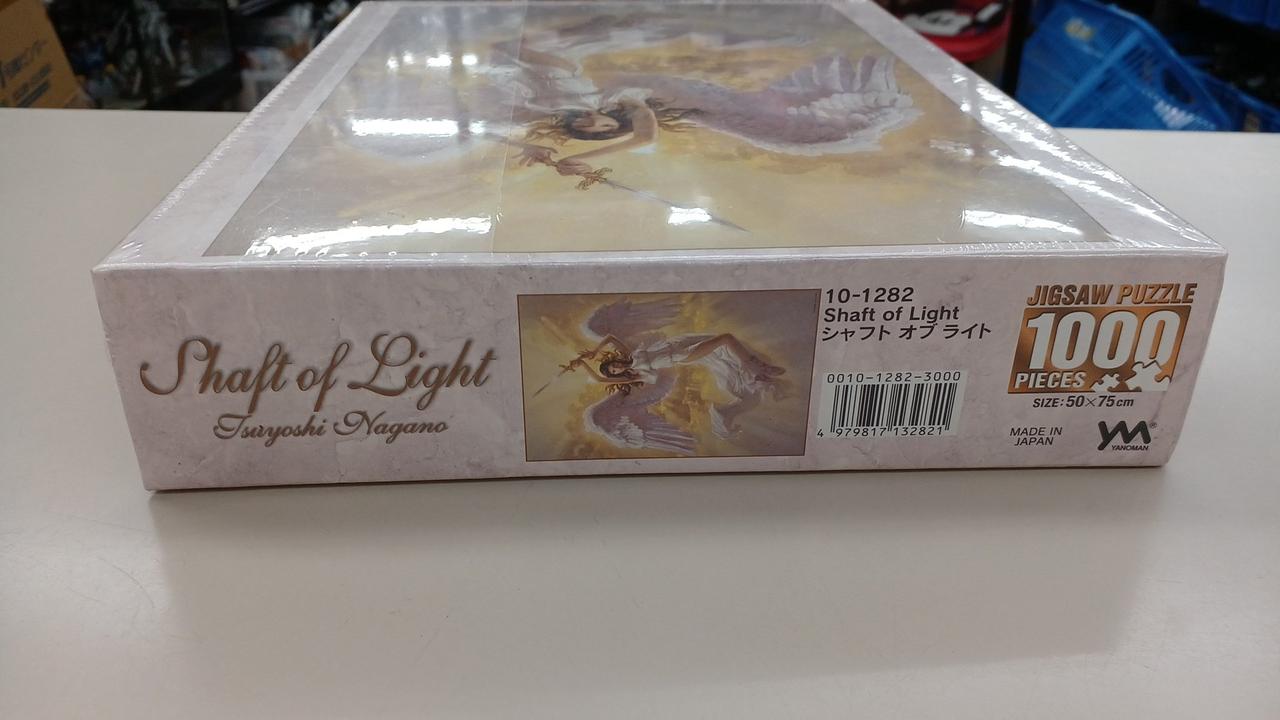 Shaft of Light
Tsuyoshi Nagano
10-1282
Shaft of Light
シャフト オブ ライト
0010-1282-3000
4 979817 132821
JIGSAW PUZZLE
1000
PIECES
SIZE: 50×75cm
MADE IN
JAPAN
YM®
YANOMAN